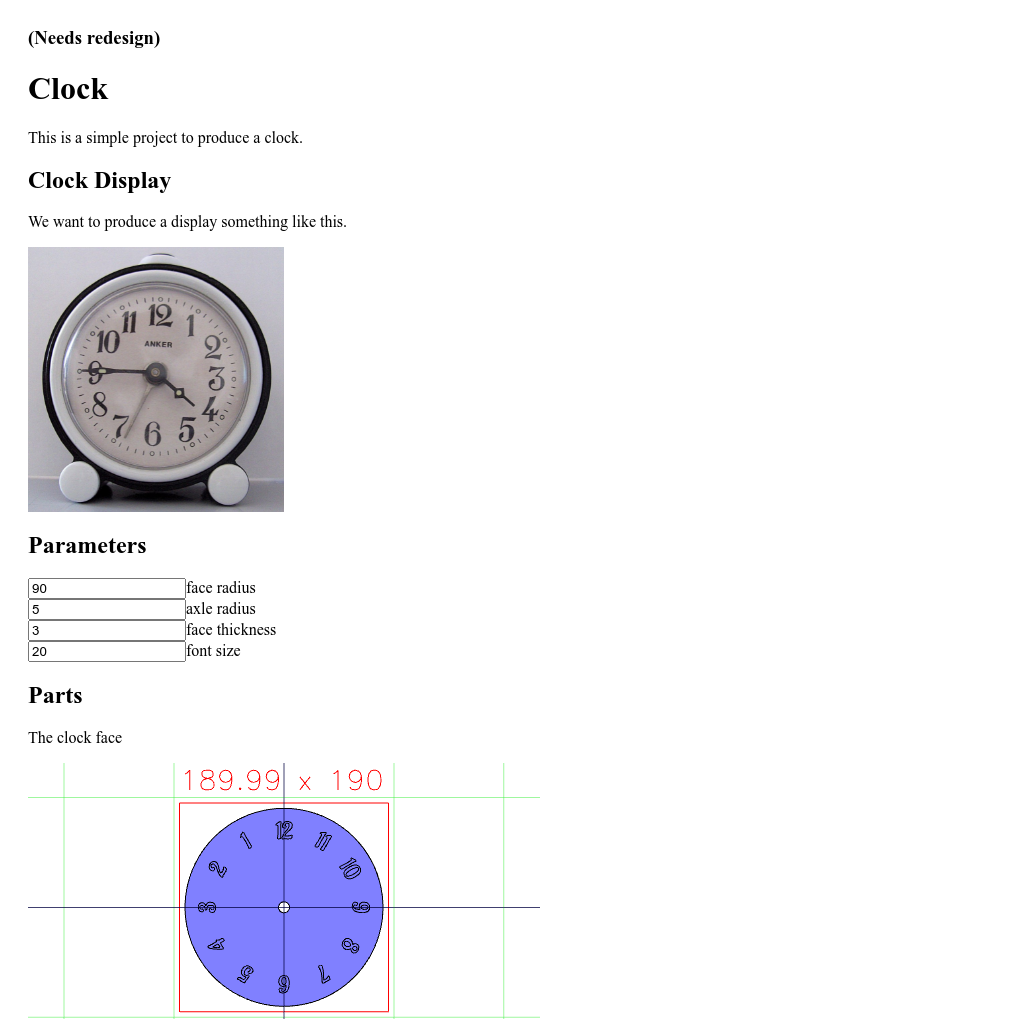 (Needs redesign)
Clock
This is a simple project to produce a clock.
Clock Display
We want to produce a display something like this.
12
11 1
10 2
ANKER
9 3
8 4
7 5
6
Parameters
90 face radius
5 axle radius
3 face thickness
20 font size
Parts
The clock face
189.99 x 190
12
1 11
2 10
3 9
4 8
5 7
6